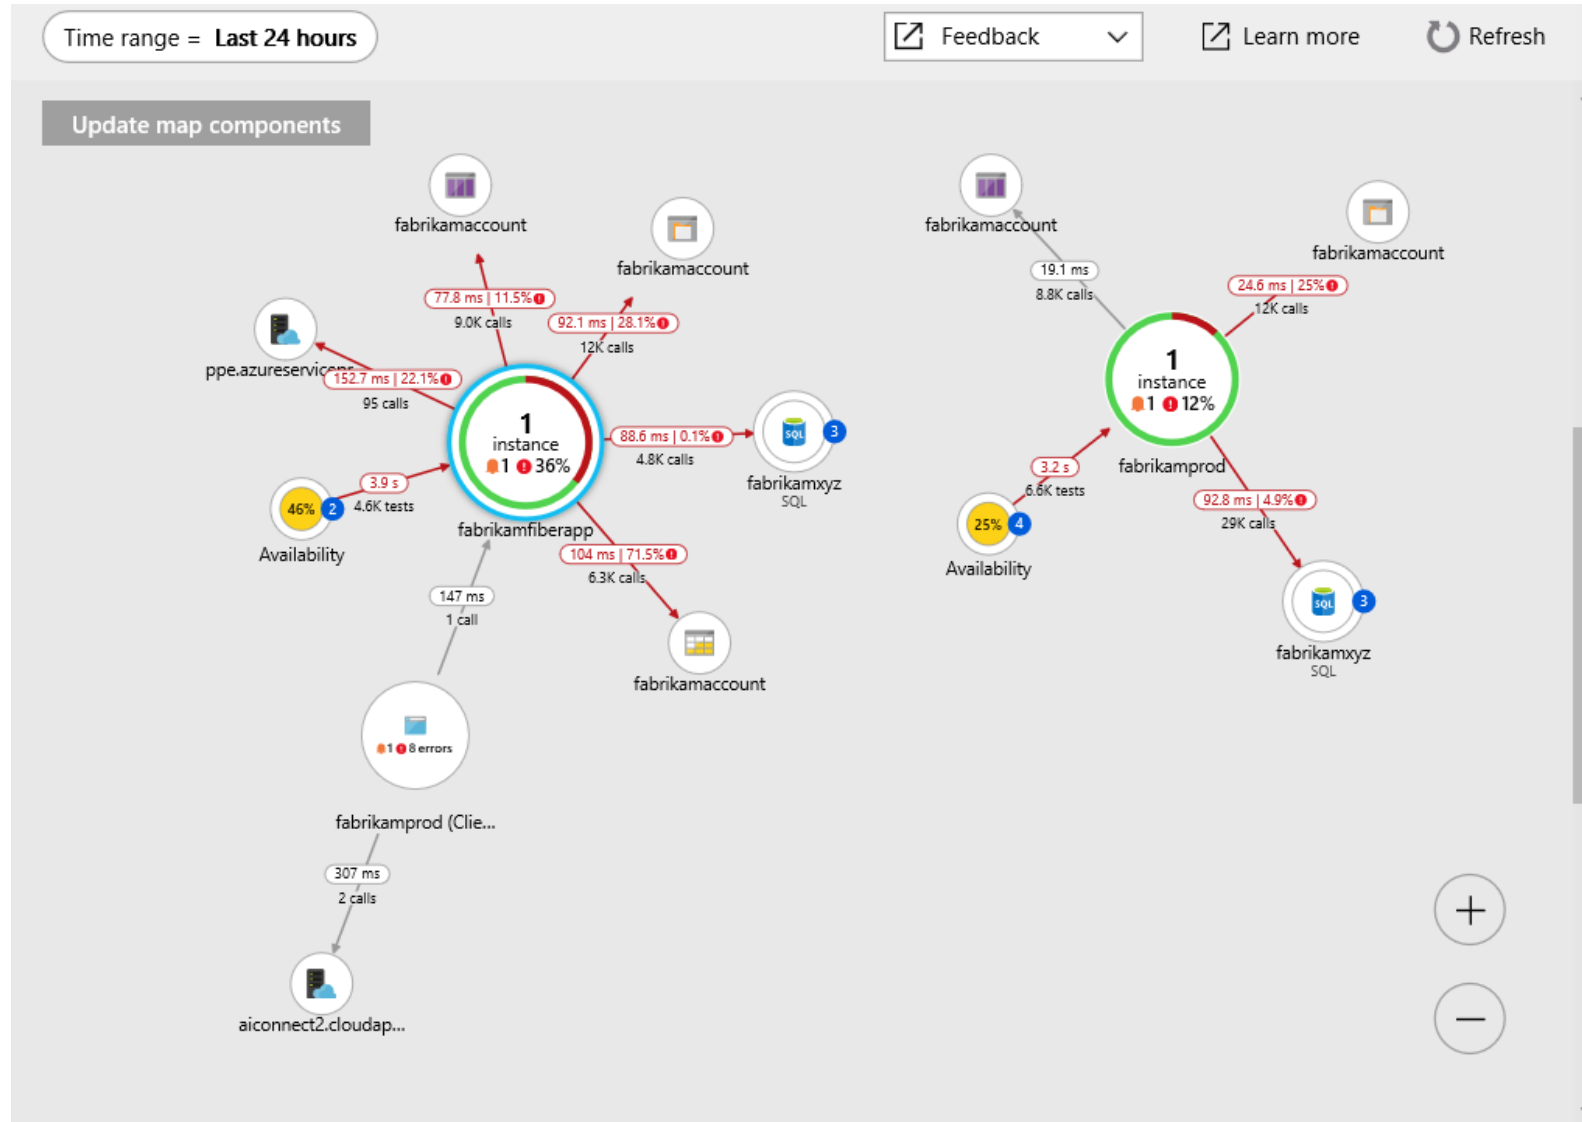 Time range = Last 24 hours
Feedback
Learn more
Refresh
Update map components
fabrikamaccount
fabrikamaccount
77.8 ms | 11.5%
9.0K calls
92.1 ms | 28.1%
12K calls
ppe.azureservicepr
152.7 ms | 22.1%
95 calls
1
instance
1 36%
fabrikamfiberapp
88.6 ms | 0.1%
4.8K calls
SQL
3
fabrikamxyz
SQL
46%
2
3.9 s
4.6K tests
Availability
104 ms | 71.5%
6.3K calls
fabrikamaccount
147 ms
1 call
1 8 errors
fabrikamprod (Clie...
307 ms
2 calls
aiconnect2.cloudap...
fabrikamaccount
fabrikamaccount
19.1 ms
8.8K calls
24.6 ms | 25%
12K calls
1
instance
1 12%
fabrikamprod
3.2 s
6.6K tests
25%
4
Availability
92.8 ms | 4.9%
29K calls
SQL
3
fabrikamxyz
SQL